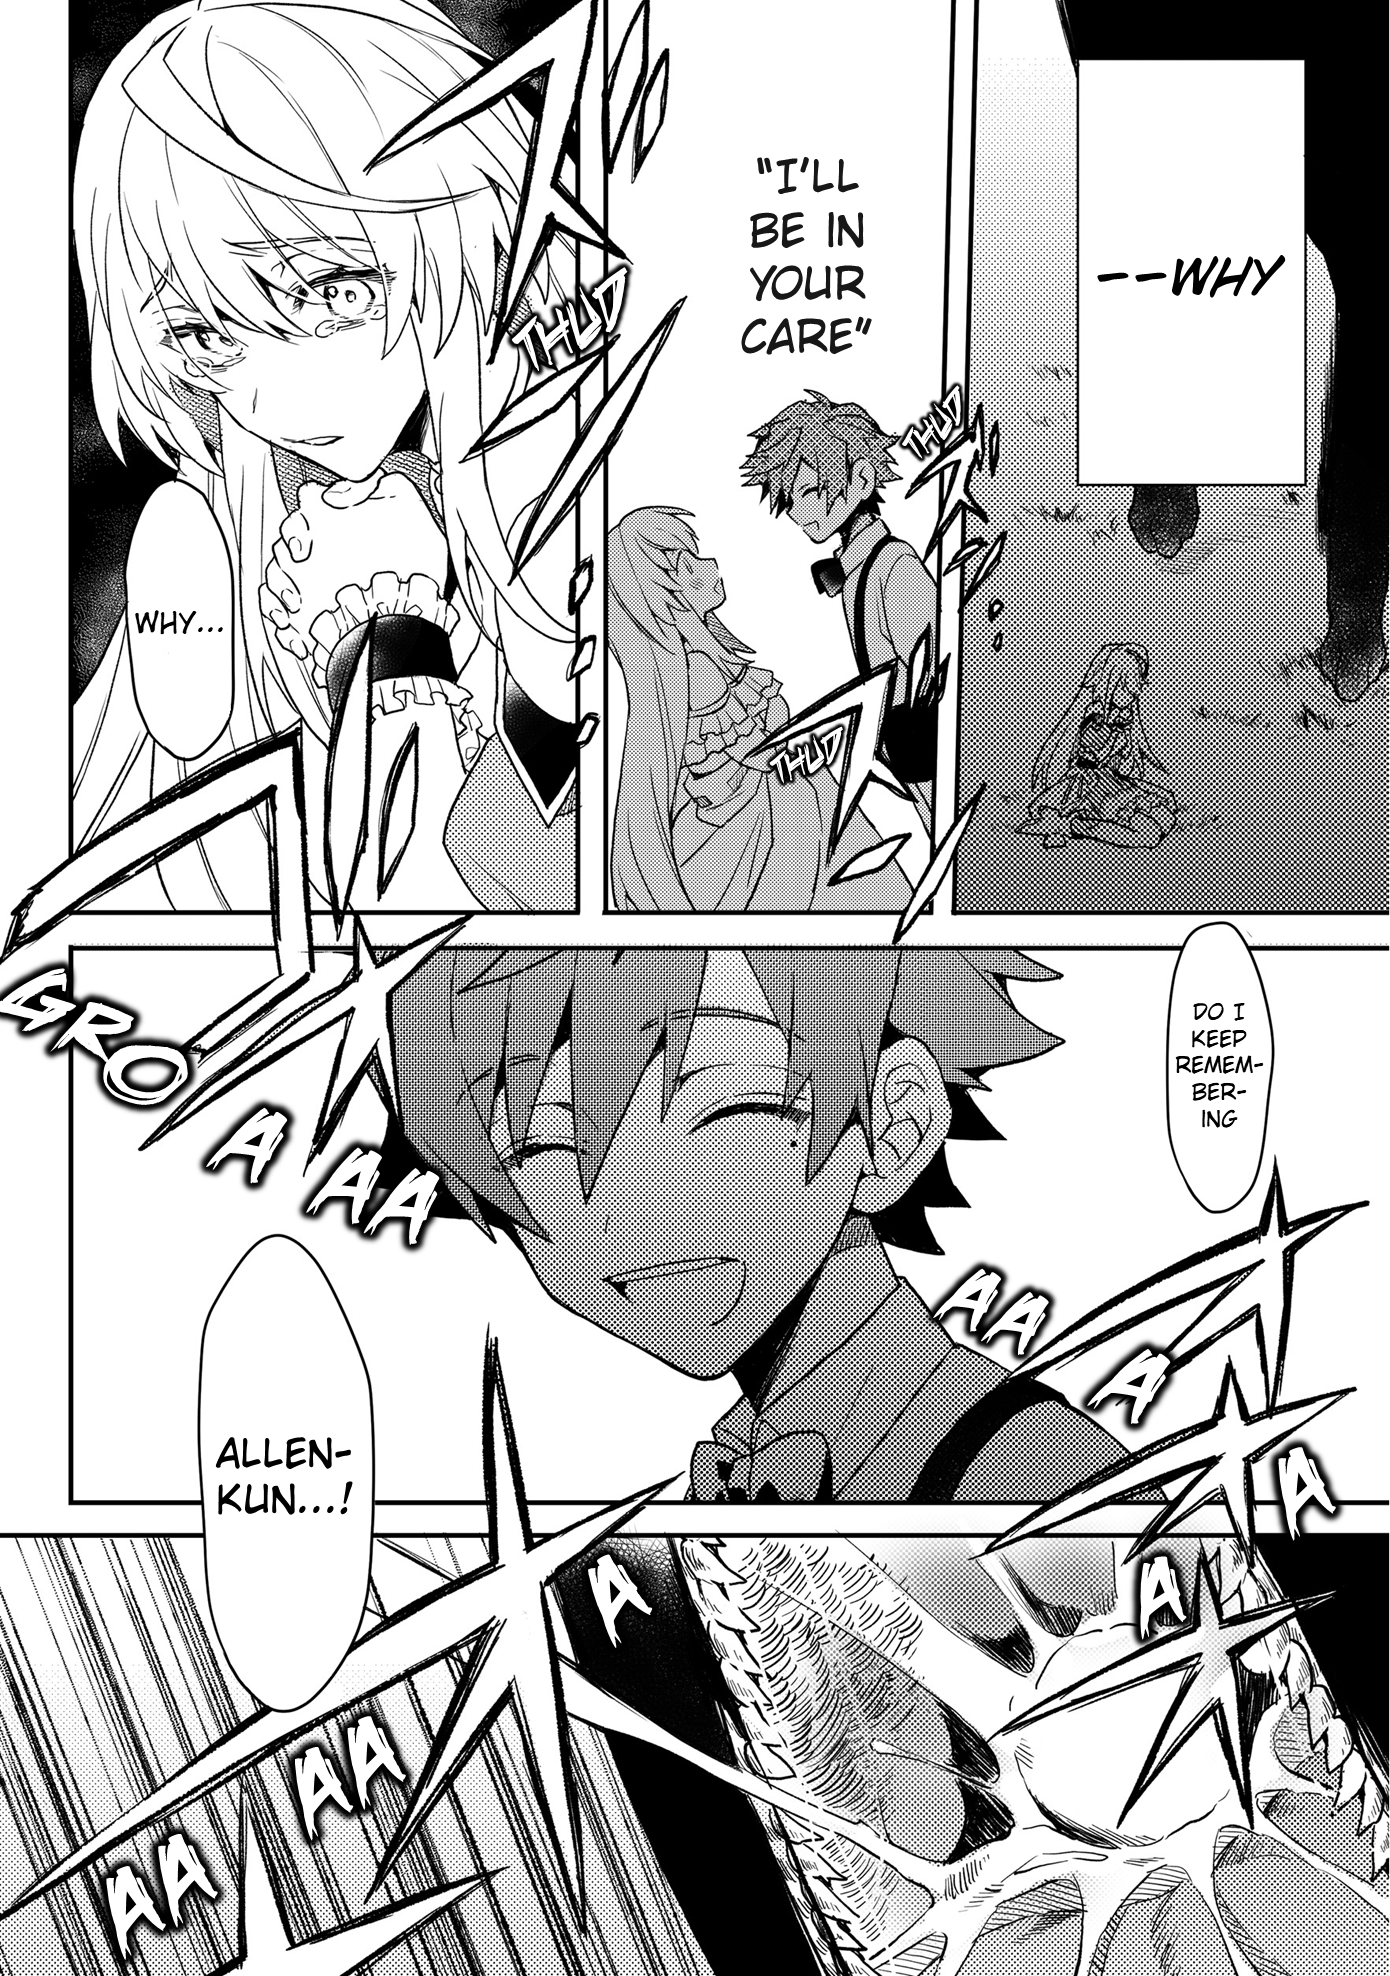 --WHY
"I'LL
BE IN
YOUR
CARE"
THUD
THUD
THUD
WHY...
DO I
KEEP
REMEM-
BER-
ING
GRO
A AA
AA
A
A
A
ALLEN-
KUN...!
A
AA
AA